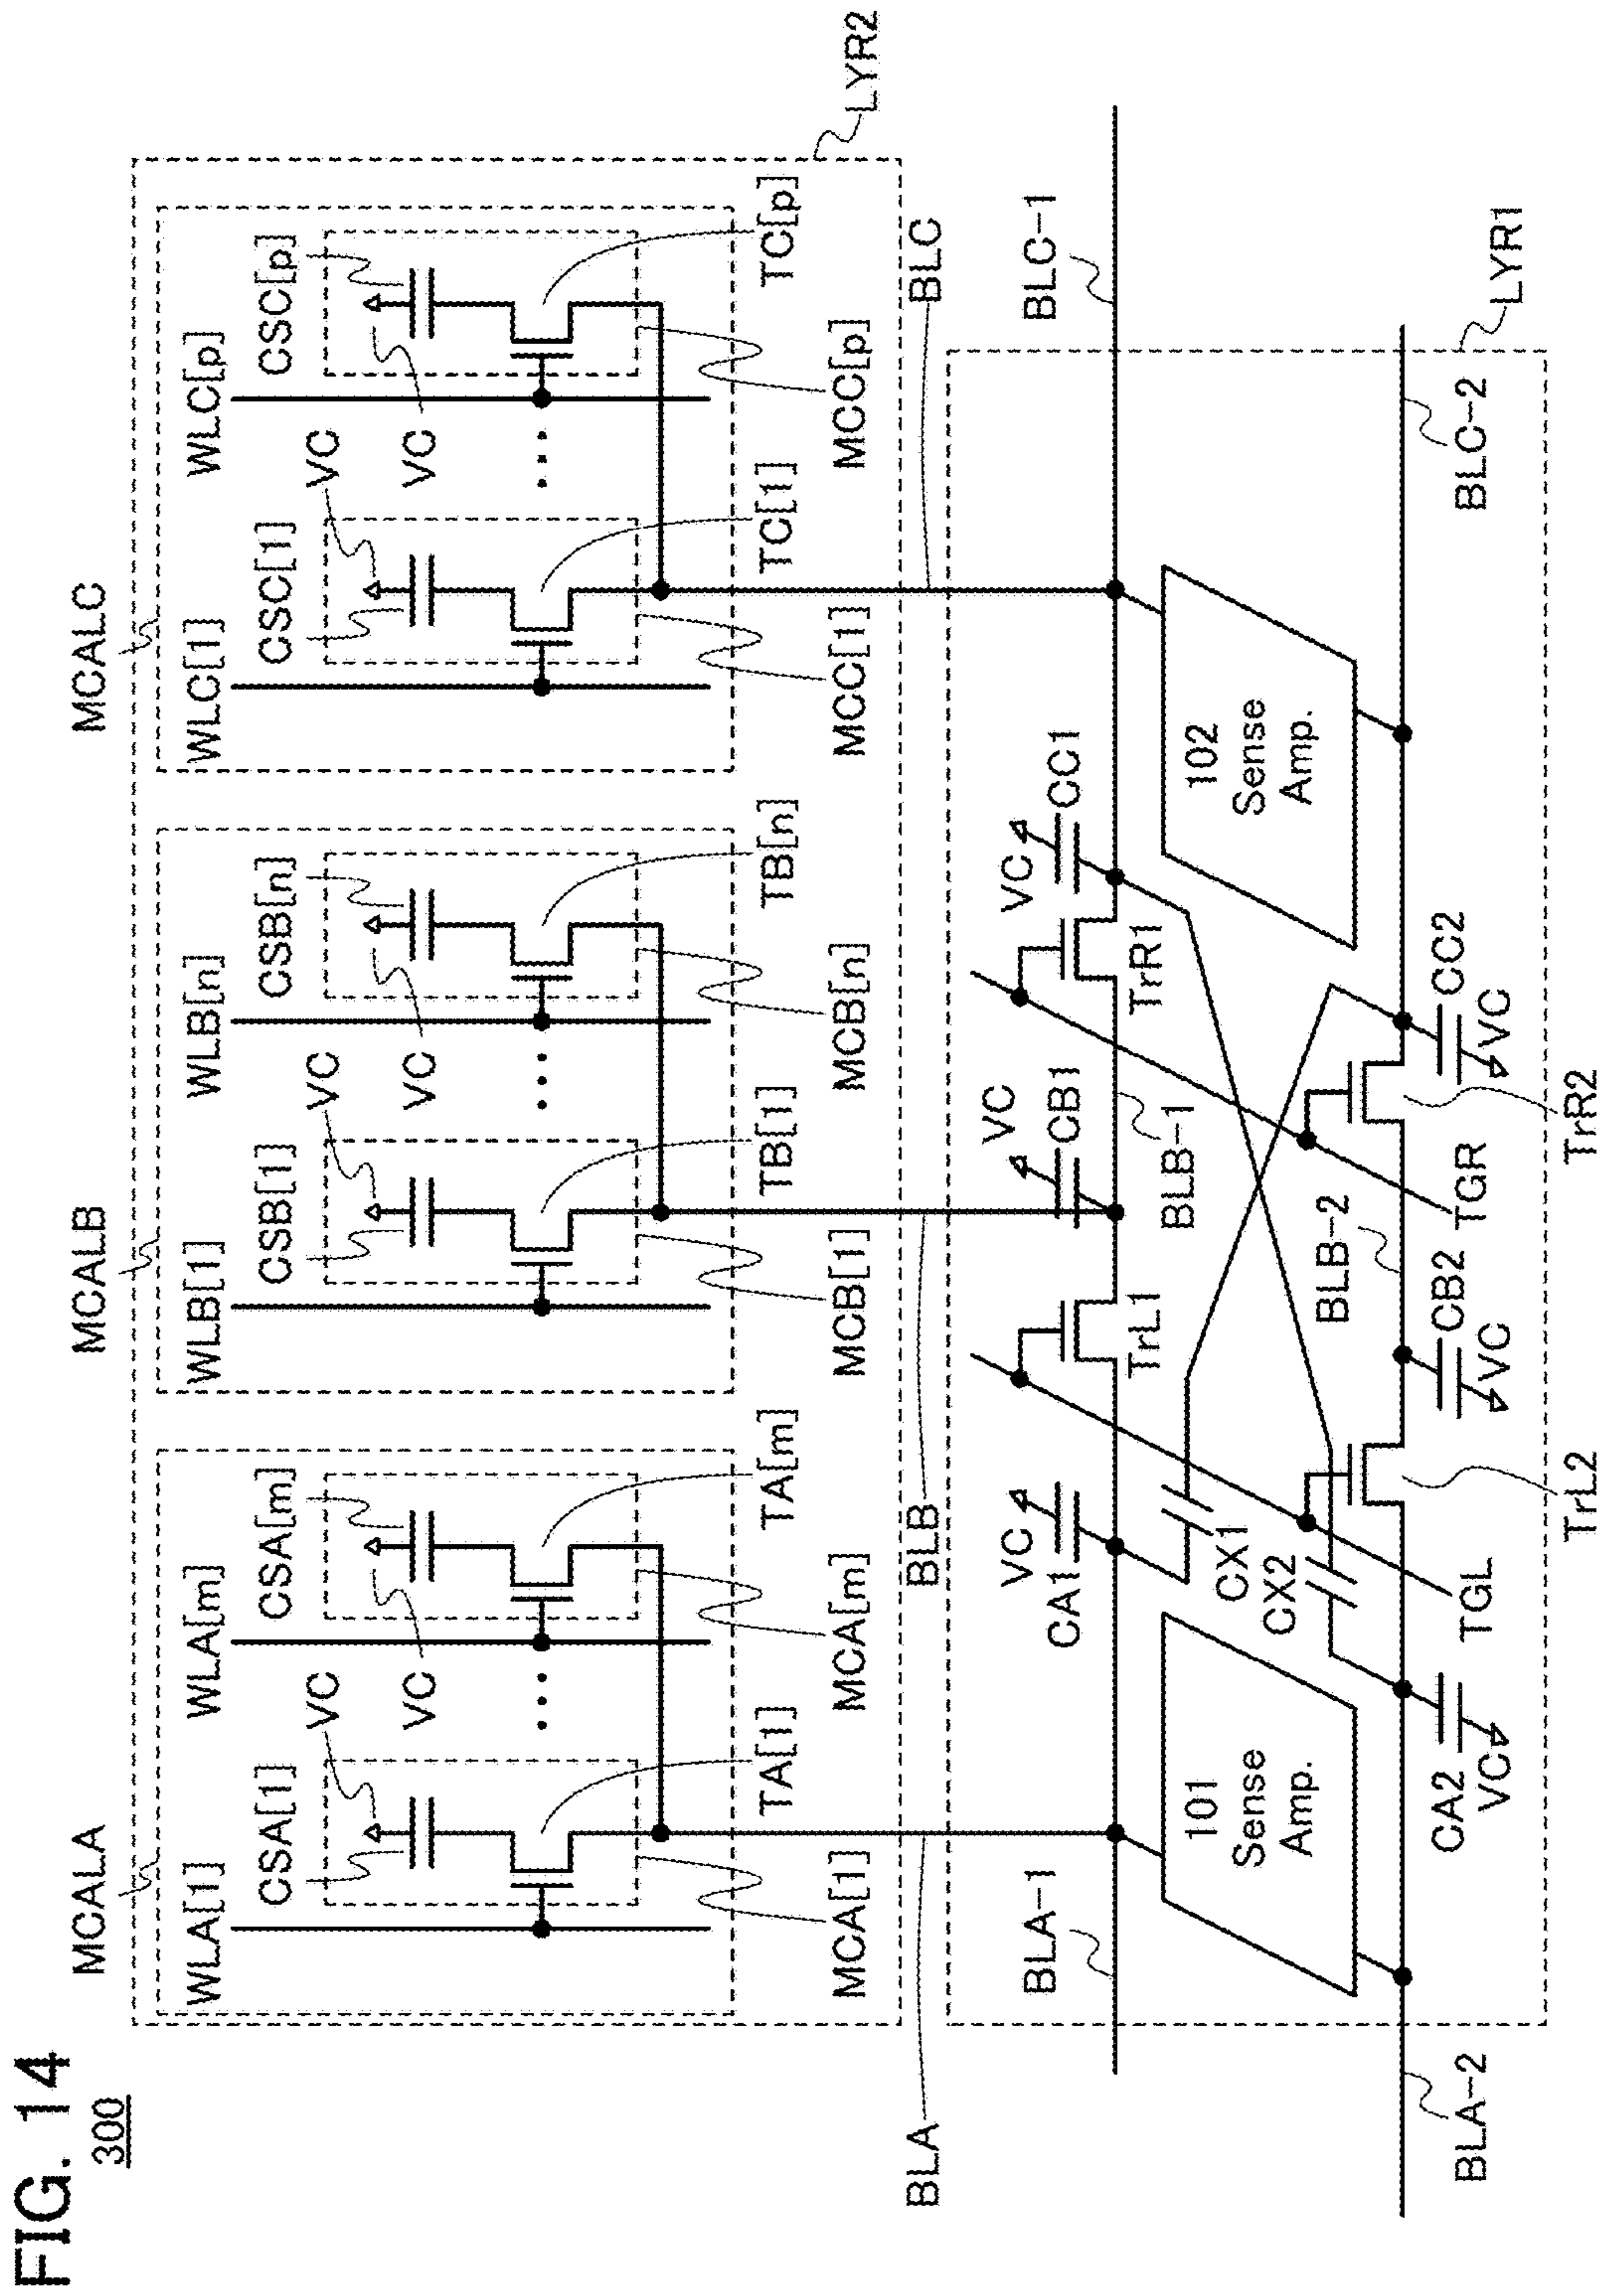 FIG. 14
300
MCALA
MCALB
MCALC
WLA[1]
WLA[m]
WLB[1]
WLB[n]
WLC[1]
WLC[p]
CSA[1]
CSA[m]
CSB[1]
CSB[n]
CSC[1]
CSC[p]
VC
VC
VC
VC
VC
VC
TA[1]
TA[m]
TB[1]
TB[n]
TC[1]
TC[p]
MCA[1]
MCA[m]
MCB[1]
MCB[n]
MCC[1]
MCC[p]
LYR2
BLA
BLB
BLC
BLA-1
VC
CA1
VC
CB1
VC
CC1
BLC-1
TrL1
BLB-1
TrR1
101
Sense
Amp.
CX1
CX2
102
Sense
Amp.
BLB-2
BLA-2
CA2
VC
TGL
CB2
VC
TGR
CC2
VC
BLC-2
LYR1
TrL2
TrR2